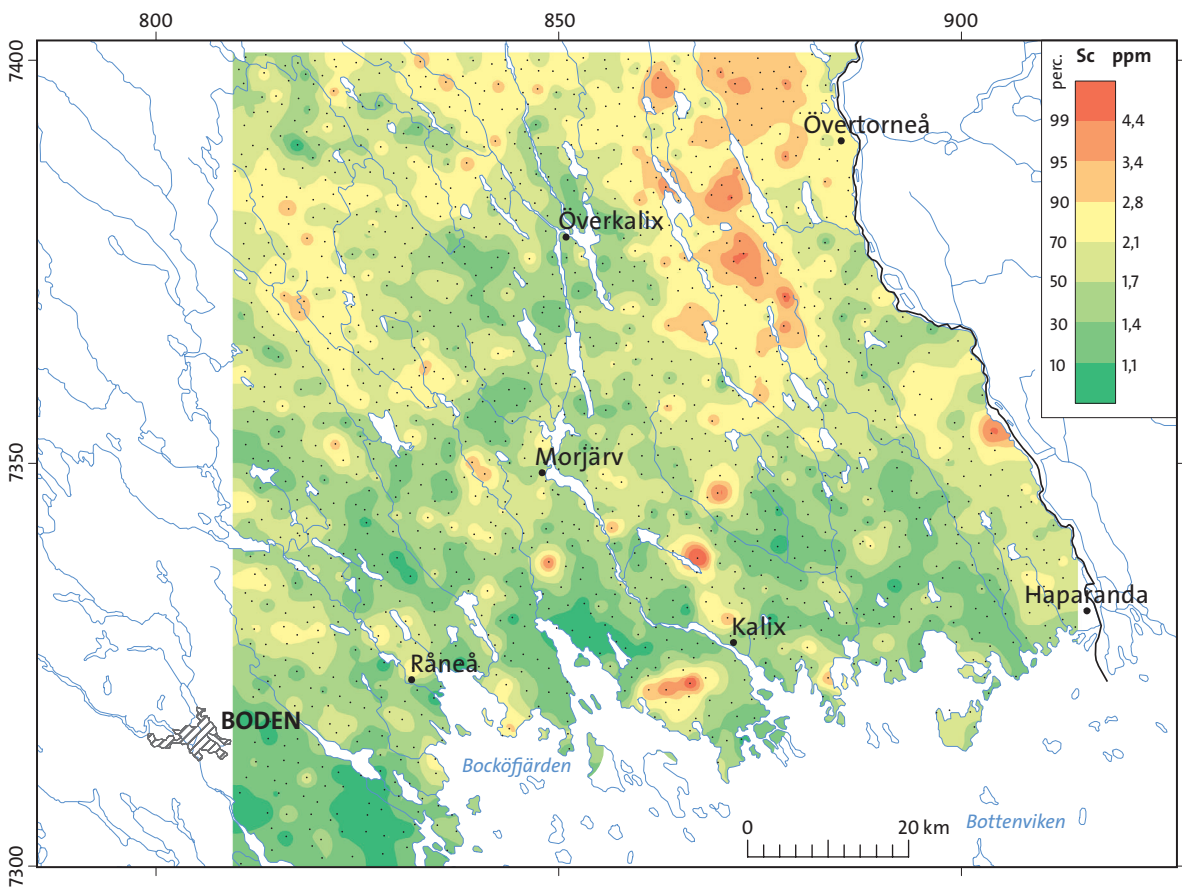 800 850 900
7400
7350
7300
perc. Sc ppm
99 4,4
95 3,4
90 2,8
70 2,1
50 1,7
30 1,4
10 1,1
Övertorneå
Överkalix
Morjärv
Haparanda
Kalix
Råneå
BODEN
Bocköfjärden
Bottenviken
0 20 km